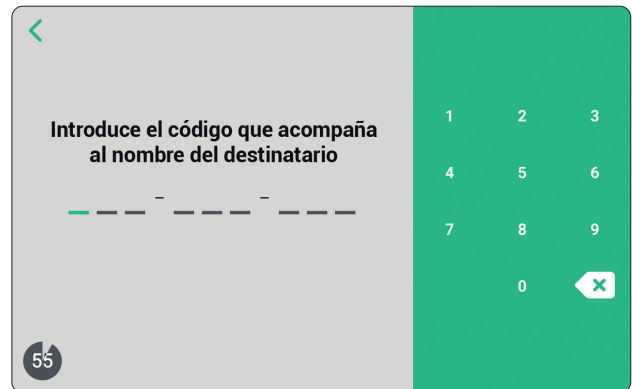 Introduce el código que acompaña
al nombre del destinatario
_ _ _ - _ _ _ - _ _ _
1 2 3
4 5 6
7 8 9
0
55